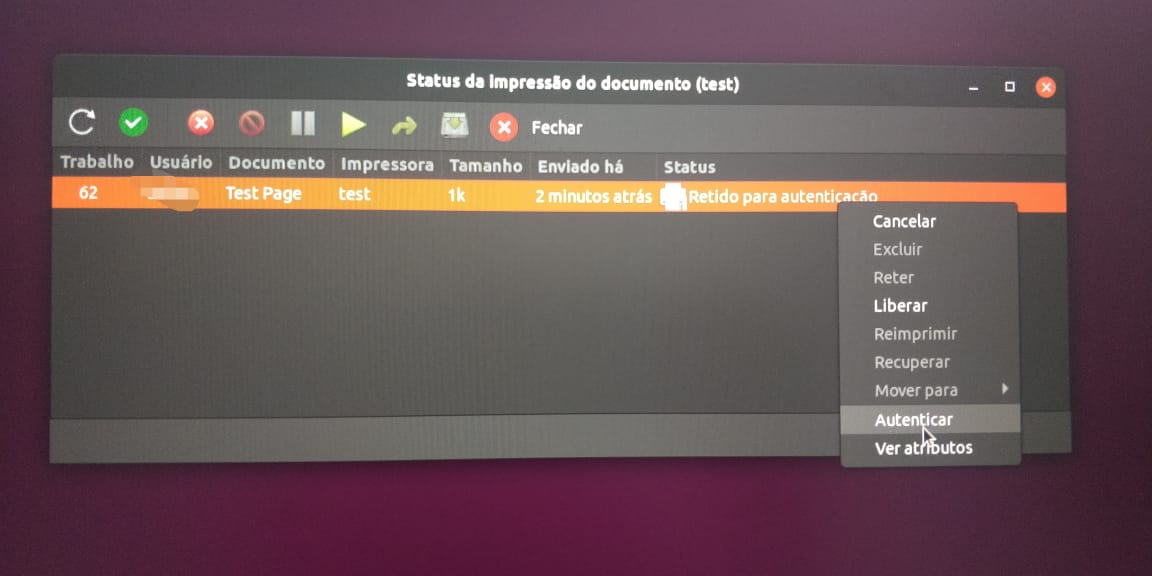 Status da impressão do documento (test)
Fechar
Trabalho Usuário Documento Impressora Tamanho Enviado há Status
62 Test Page test 1k 2 minutos atrás Retido para autenticação
Cancelar
Excluir
Reter
Liberar
Reimprimir
Recuperar
Mover para
Autenticar
Ver atributos